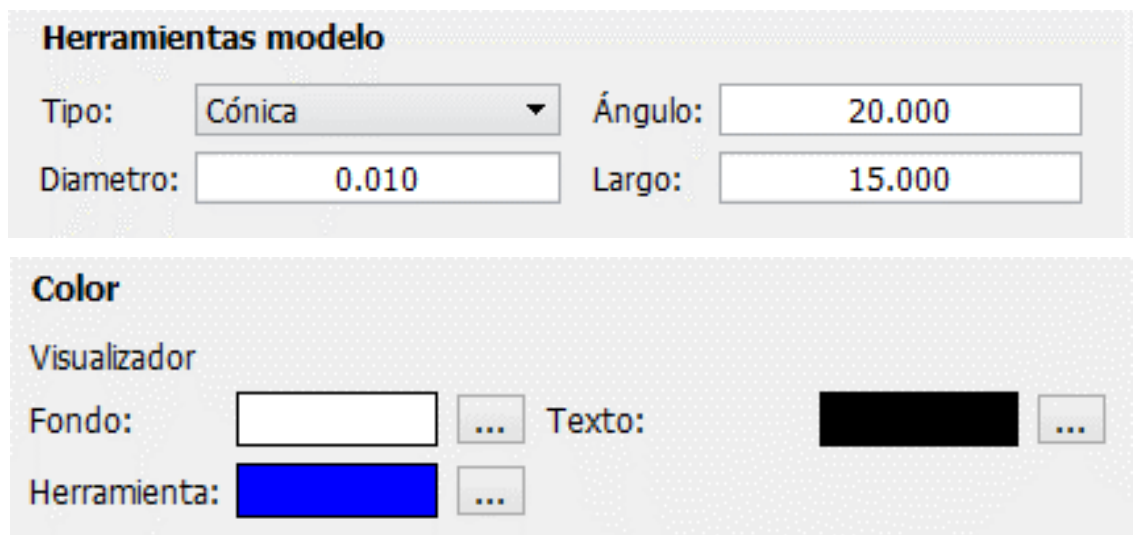 Herramientas modelo
Tipo: Cónica Ángulo: 20.000
Diametro: 0.010 Largo: 15.000
Color
Visualizador
Fondo: ... Texto: ...
Herramienta: ...